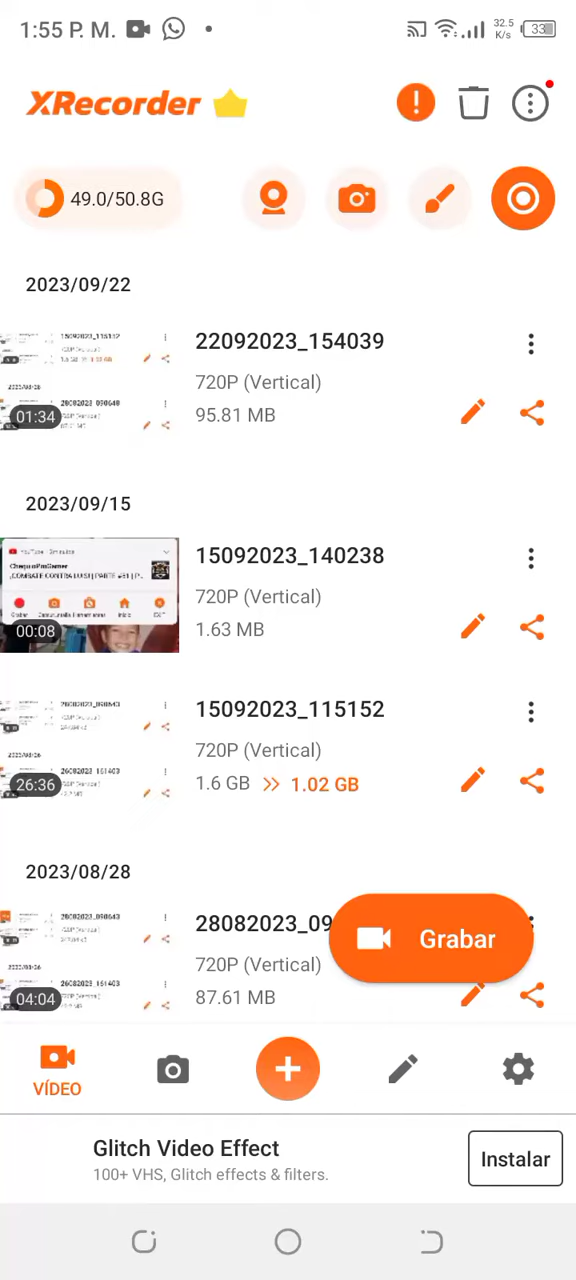 1:55 P. M.
32.5
K/s
33
XRecorder
49.0/50.8G
2023/09/22
22092023_154039
720P (Vertical)
95.81 MB
01:34
2023/09/15
15092023_140238
720P (Vertical)
1.63 MB
ChequioProGamer
00:08
15092023_115152
720P (Vertical)
1.6 GB >> 1.02 GB
26:36
2023/08/28
28082023_09
720P (Vertical)
87.61 MB
04:04
Grabar
VÍDEO
Glitch Video Effect
100+ VHS, Glitch effects & filters.
Instalar